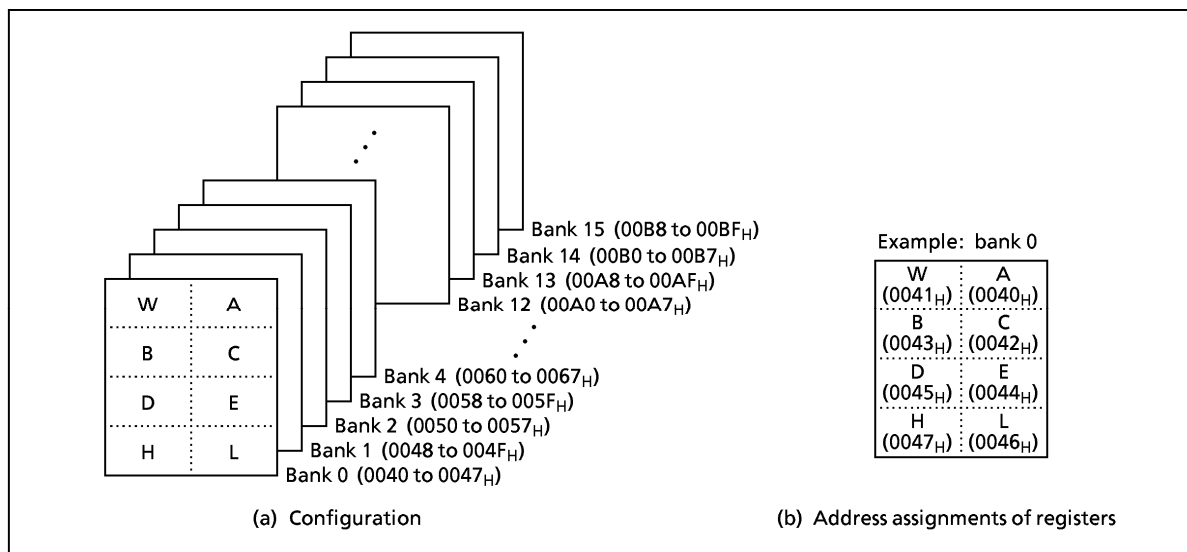 Bank 15 (00B8 to 00BFH)
Bank 14 (00B0 to 00B7H)
Bank 13 (00A8 to 00AFH)
Bank 12 (00A0 to 00A7H)
Bank 4 (0060 to 0067H)
Bank 3 (0058 to 005FH)
Bank 2 (0050 to 0057H)
Bank 1 (0048 to 004FH)
Bank 0 (0040 to 0047H)
W A
B C
D E
H L
(a) Configuration
Example: bank 0
W A
(0041H) (0040H)
B C
(0043H) (0042H)
D E
(0045H) (0044H)
H L
(0047H) (0046H)
(b) Address assignments of registers